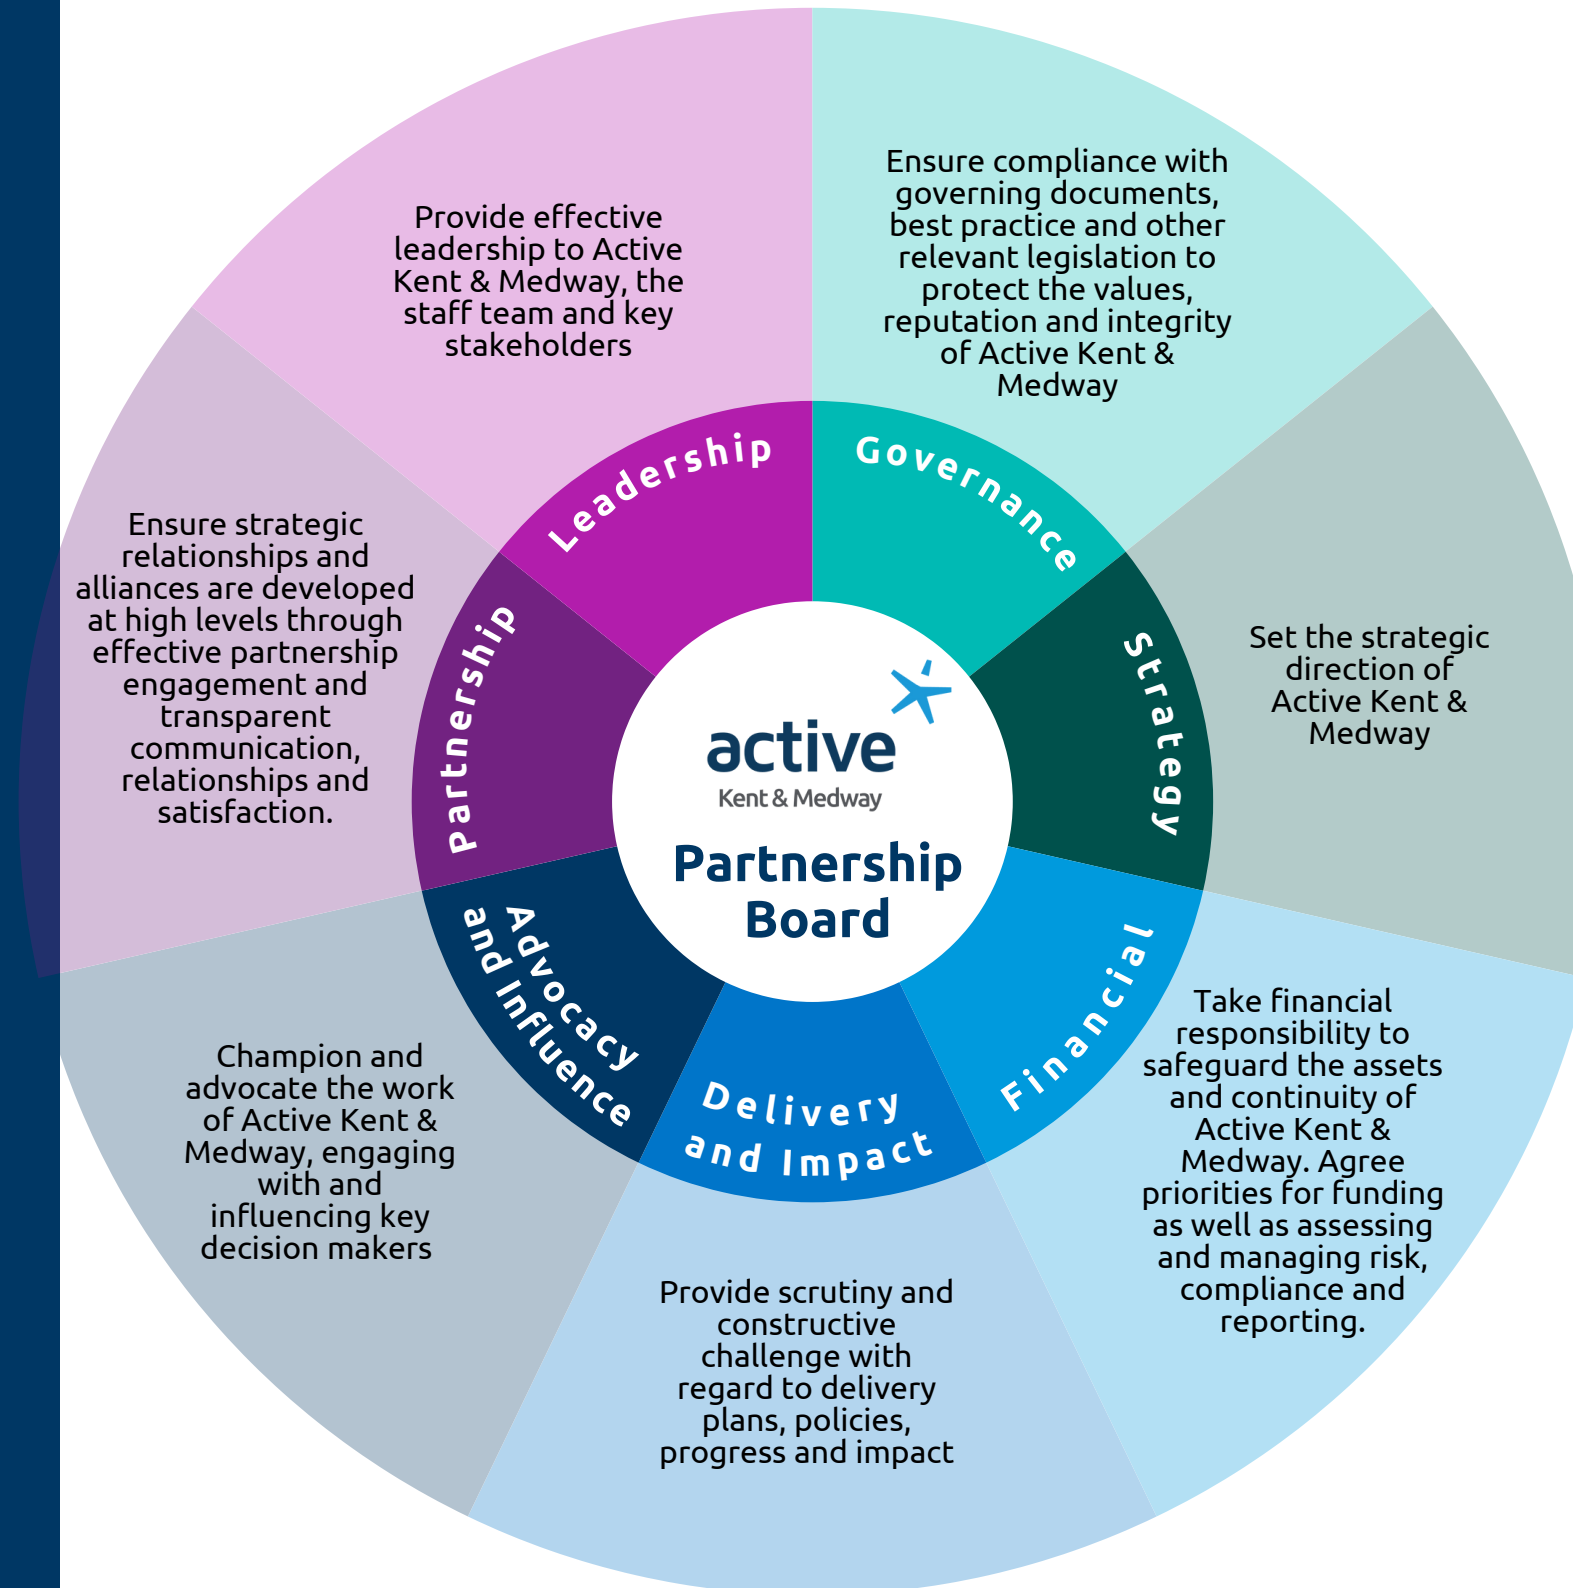 Provide effective
leadership to Active
Kent & Medway, the
staff team and key
stakeholders
Ensure compliance with
governing documents,
best practice and other
relevant legislation to
protect the values,
reputation and integrity
of Active Kent &
Medway
Leadership
Governance
Ensure strategic
relationships and
alliances are developed
at high levels through
effective partnership
engagement and
transparent
communication,
relationships and
satisfaction.
Partnership
Strategy
Set the strategic
direction of
Active Kent &
Medway
active
Kent & Medway
Partnership
Board
Advocacy
and Influence
Delivery
and Impact
Financial
Take financial
responsibility to
safeguard the assets
and continuity of
Active Kent &
Medway. Agree
priorities for funding
as well as assessing
and managing risk,
compliance and
reporting.
Champion and
advocate the work
of Active Kent &
Medway, engaging
with and
influencing key
decision makers
Provide scrutiny and
constructive
challenge with
regard to delivery
plans, policies,
progress and impact